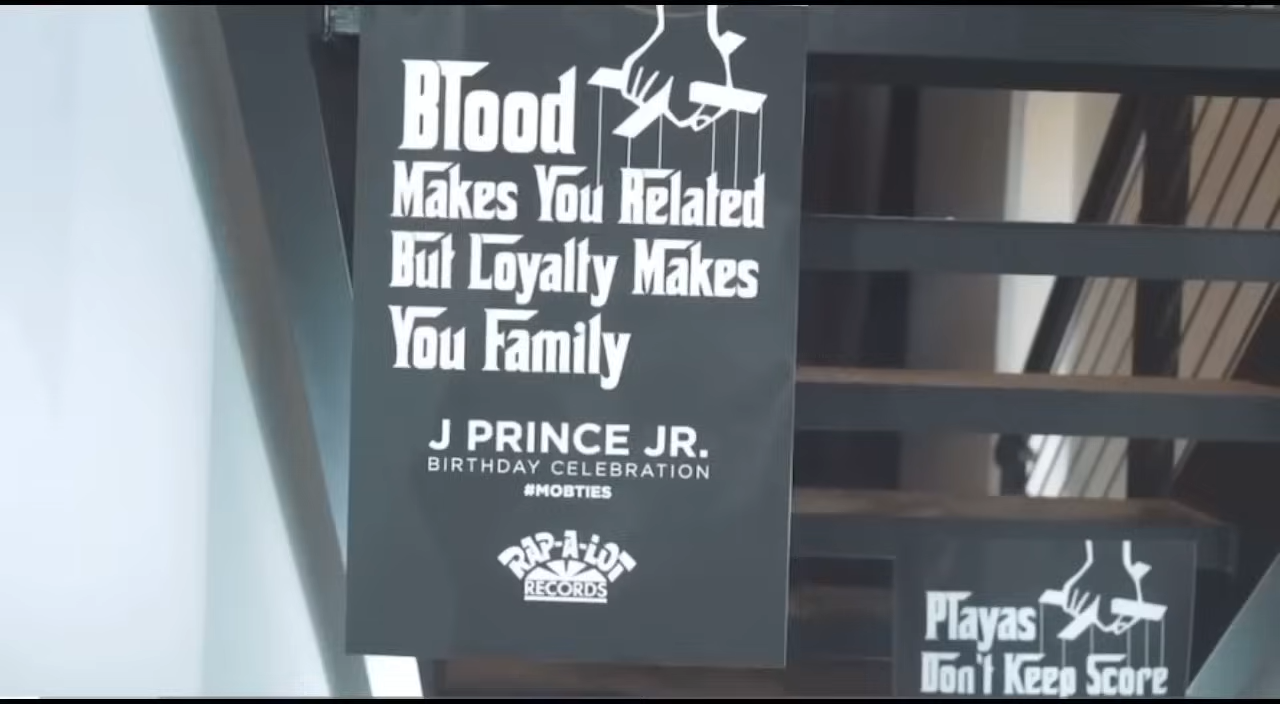 Blood
Makes You Related
But Loyalty Makes
You Family
J PRINCE JR.
BIRTHDAY CELEBRATION
#MOBTIES
RAP-A-LOT
RECORDS
Playas
Don't Keep Score